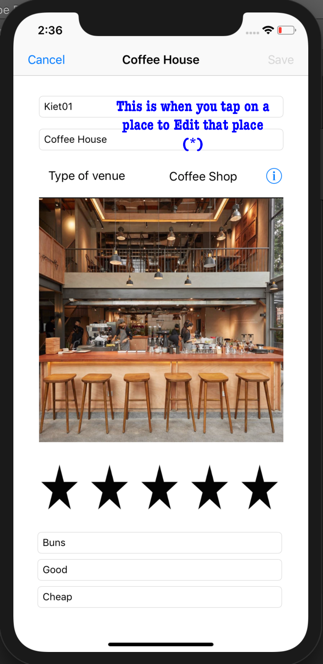 2:36
Cancel Coffee House Save
Kiet01
This is when you tap on a
place to Edit that place
(*)
Coffee House
Type of venue Coffee Shop
Buns
Good
Cheap